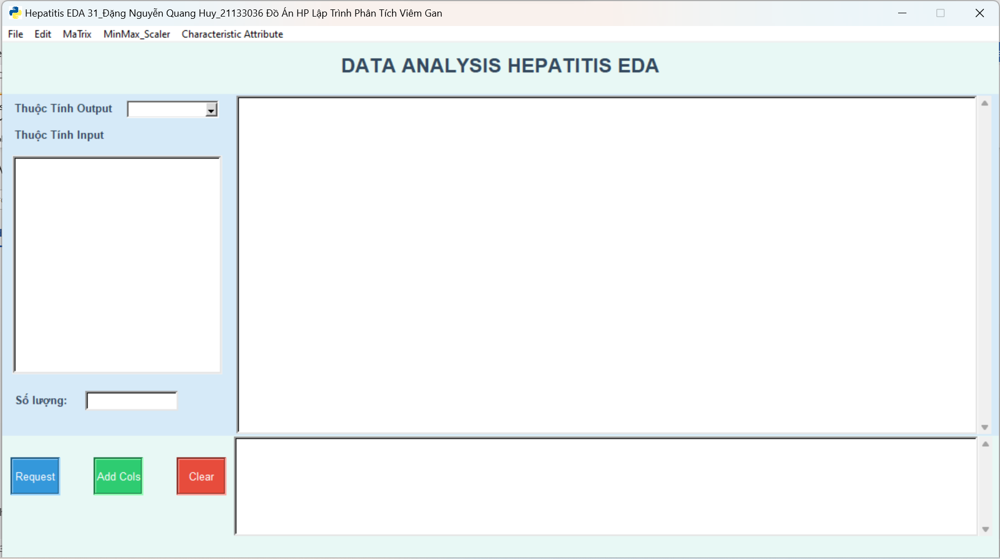 Hepatitis EDA 31_Đặng Nguyễn Quang Huy_21133036 Đồ Án HP Lập Trình Phân Tích Viêm Gan
File Edit MaTrix MinMax_Scaler Characteristic Attribute
DATA ANALYSIS HEPATITIS EDA
Thuộc Tính Output
Thuộc Tính Input
Số lượng:
Request Add Cols Clear